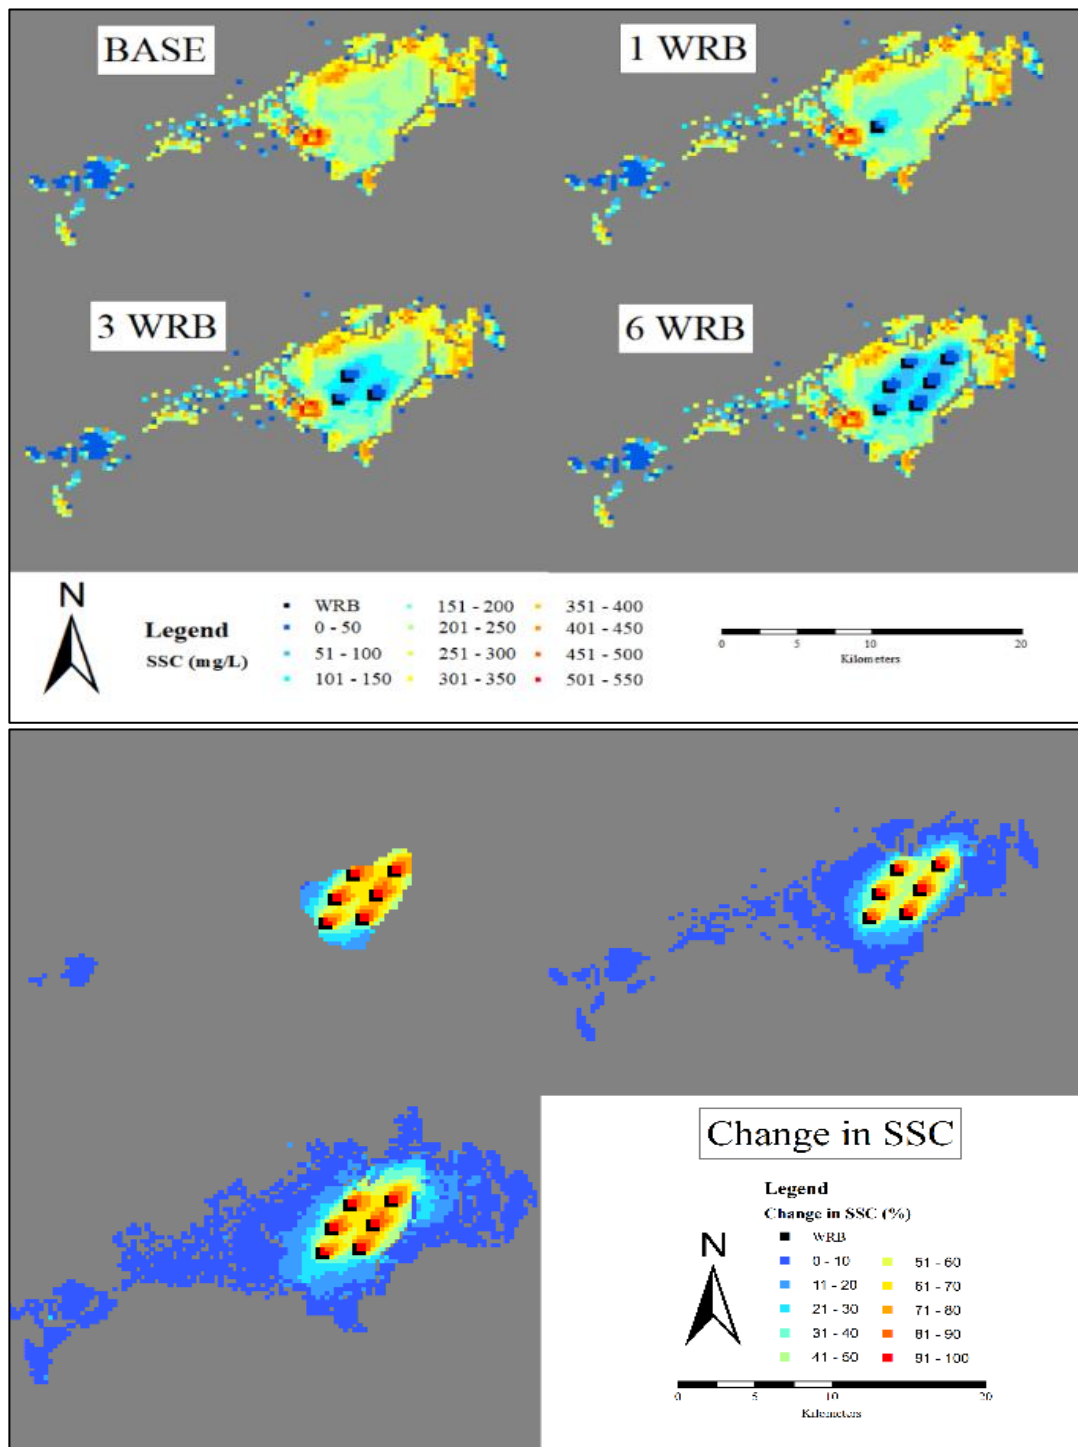 BASE
1 WRB
3 WRB
6 WRB
N
Legend
SSC (mg/L)
WRB
0 - 50
51 - 100
101 - 150
151 - 200
201 - 250
251 - 300
301 - 350
351 - 400
401 - 450
451 - 500
501 - 550
0 5 10 20
Kilometers
Change in SSC
Legend
Change in SSC (%)
N
WRB
0 - 10
11 - 20
21 - 30
31 - 40
41 - 50
51 - 60
61 - 70
71 - 80
81 - 90
91 - 100
0 5 10 20
Kilometers